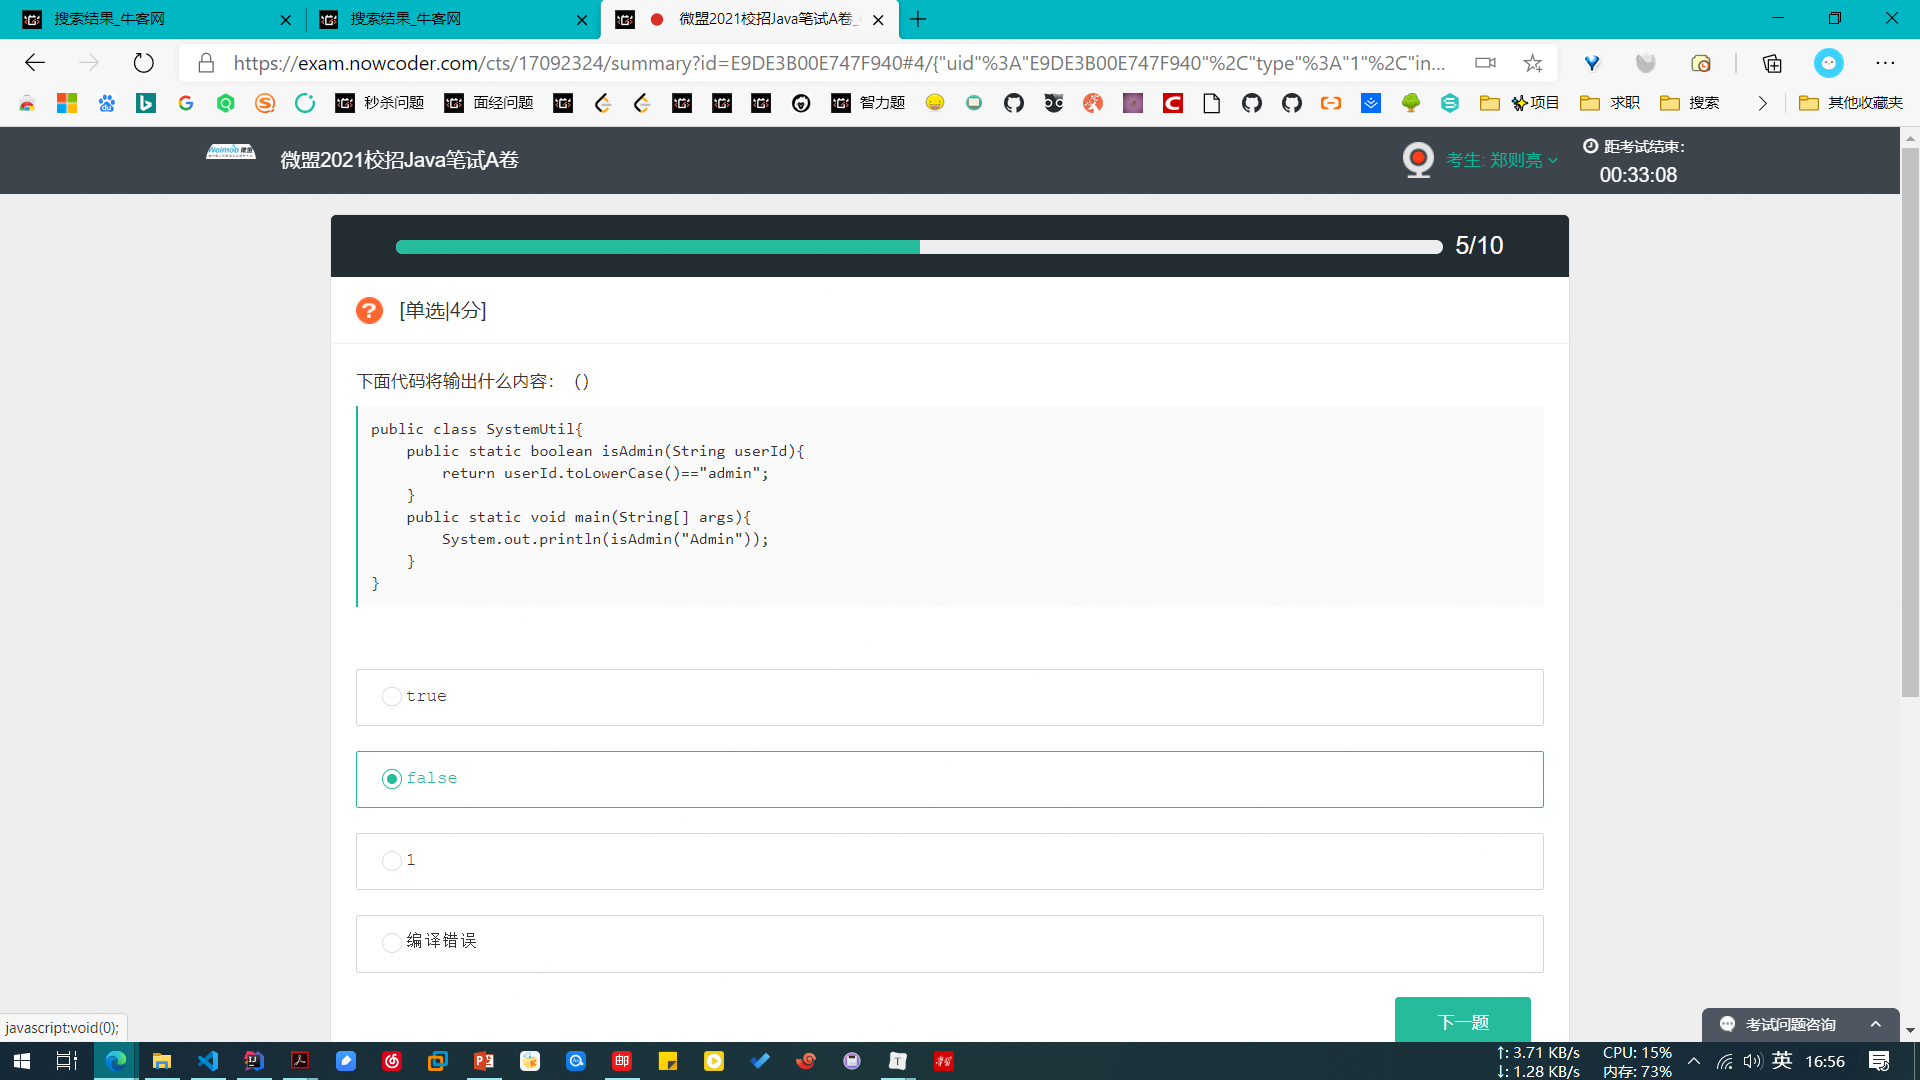 搜索结果_牛客网
搜索结果_牛客网
微盟2021校招Java笔试A卷_
https://exam.nowcoder.com/cts/17092324/summary?id=E9DE3B00E747F940#4/{"uid"%3A"E9DE3B00E747F940"%2C"type"%3A"1"%2C"in...
秒杀问题
面经问题
智力题
项目
求职
搜索
其他收藏夹
Weimob 微盟
微盟2021校招Java笔试A卷
考生: 郑则亮
距考试结束:
00:33:08
5/10
[单选|4分]
下面代码将输出什么内容: ()
public class SystemUtil{
public static boolean isAdmin(String userId){
return userId.toLowerCase()=="admin";
}
public static void main(String[] args){
System.out.println(isAdmin("Admin"));
}
}
true
false
1
编译错误
下一题
考试问题咨询
javascript:void(0);
↑: 3.71 KB/s
↓: 1.28 KB/s
CPU: 15%
内存: 73%
英
16:56